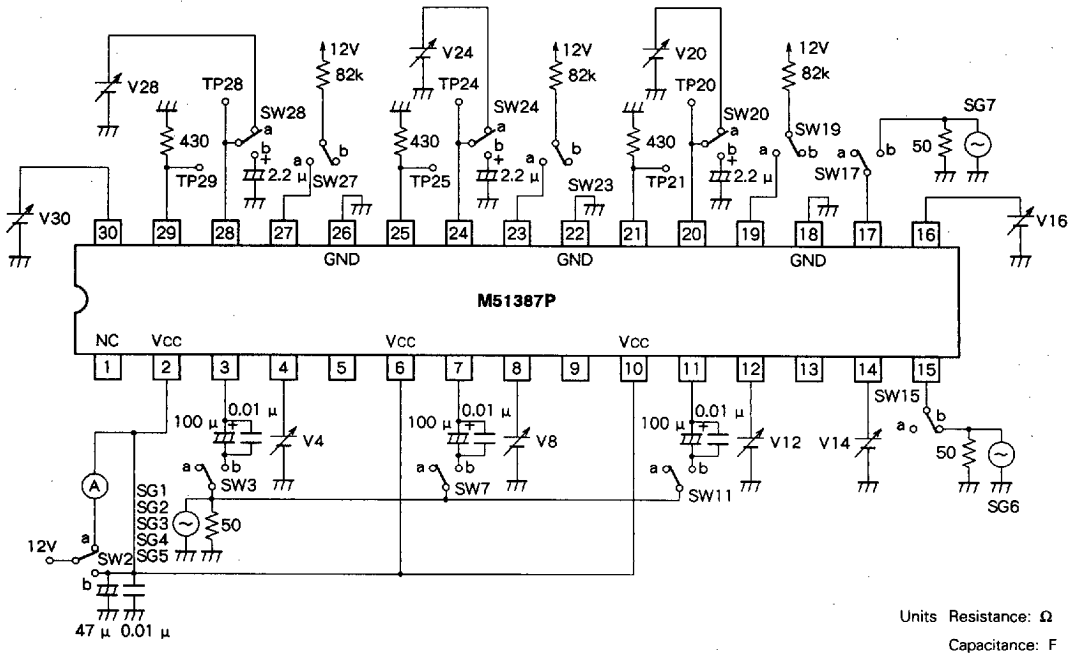 V28
TP28
SW28
a
b
+
2.2 μ
12V
82k
a
b
SW27
430
TP29
V30
V24
TP24
SW24
a
b
+
2.2 μ
12V
82k
a
b
SW23
430
TP25
V20
TP20
SW20
a
b
+
2.2 μ
12V
82k
SW19
a
b
430
TP21
a
b
SW17
50
SG7
V16
30 29 28 27 26 25 24 23 22 21 20 19 18 17 16
GND GND GND
M51387P
NC VCC VCC VCC
1 2 3 4 5 6 7 8 9 10 11 12 13 14 15
100 μ
+
0.01 μ
V4
a
b
SW3
100 μ
+
0.01 μ
V8
a
b
SW7
100 μ
+
0.01 μ
V12
a
b
SW11
V14
SW15
a
b
50
SG6
A
SG1
SG2
SG3
SG4
SG5
50
12V
a
SW2
b
47 μ 0.01 μ
Units Resistance: Ω
Capacitance: F